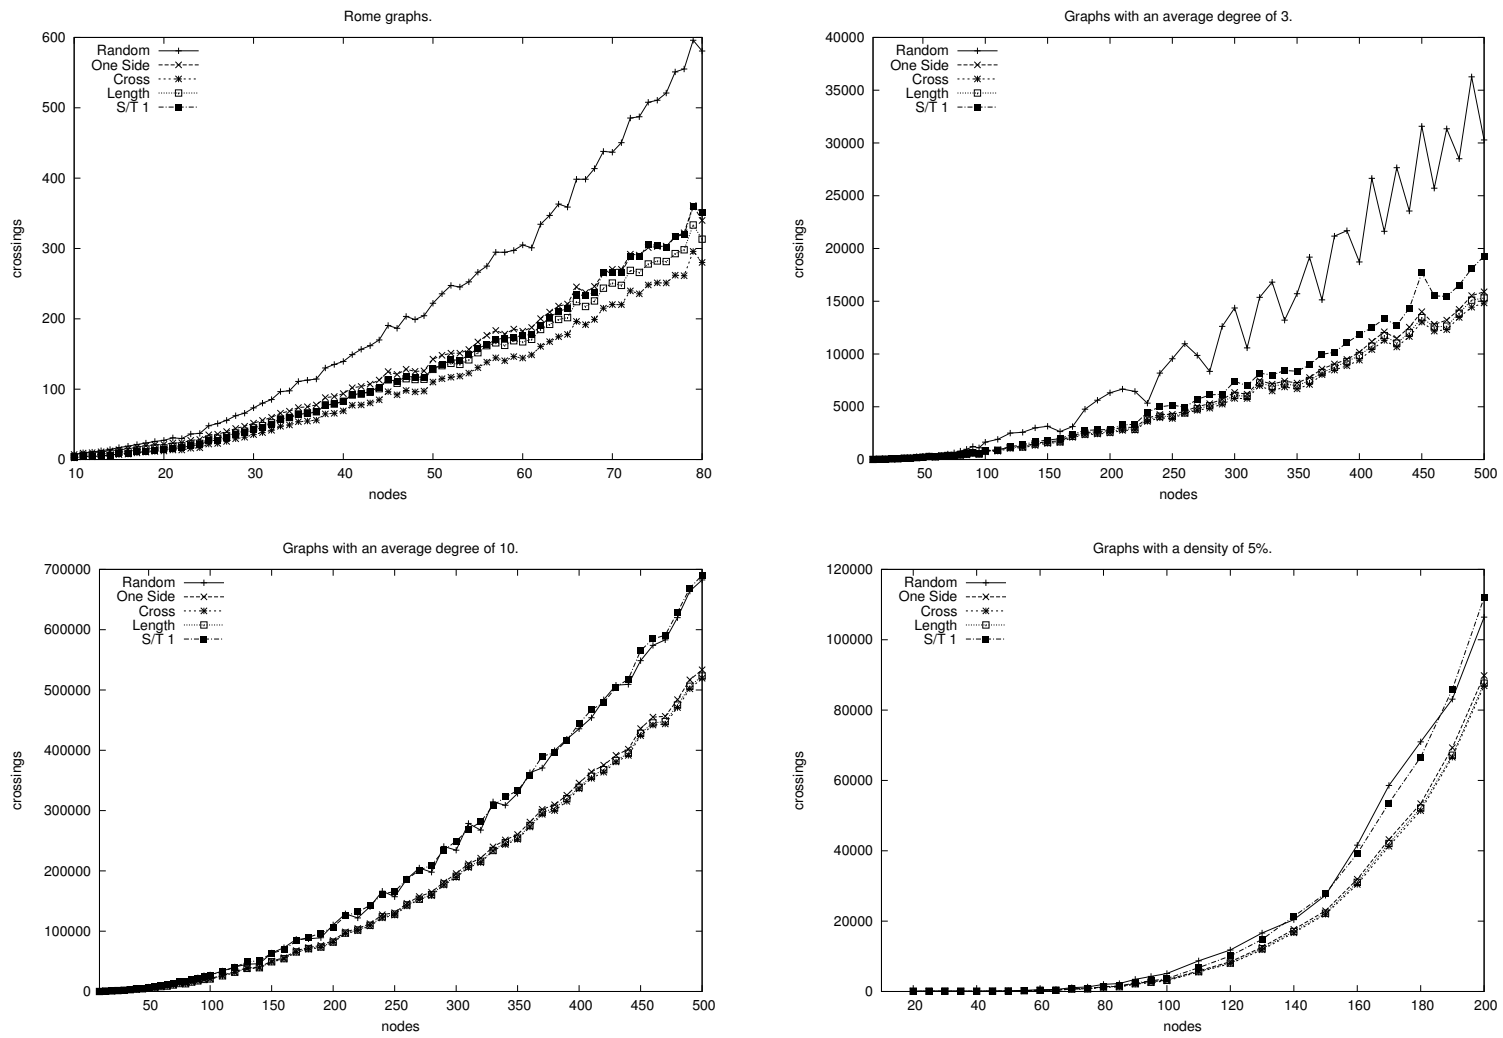 Rome graphs.
600
500
400
300
200
100
0
10 20 30 40 50 60 70 80
crossings
nodes
Random
One Side
Cross
Length
S/T 1
Graphs with an average degree of 3.
40000
35000
30000
25000
20000
15000
10000
5000
0
50 100 150 200 250 300 350 400 450 500
crossings
nodes
Random
One Side
Cross
Length
S/T 1
Graphs with an average degree of 10.
700000
600000
500000
400000
300000
200000
100000
0
50 100 150 200 250 300 350 400 450 500
crossings
nodes
Random
One Side
Cross
Length
S/T 1
Graphs with a density of 5%.
120000
100000
80000
60000
40000
20000
0
20 40 60 80 100 120 140 160 180 200
crossings
nodes
Random
One Side
Cross
Length
S/T 1